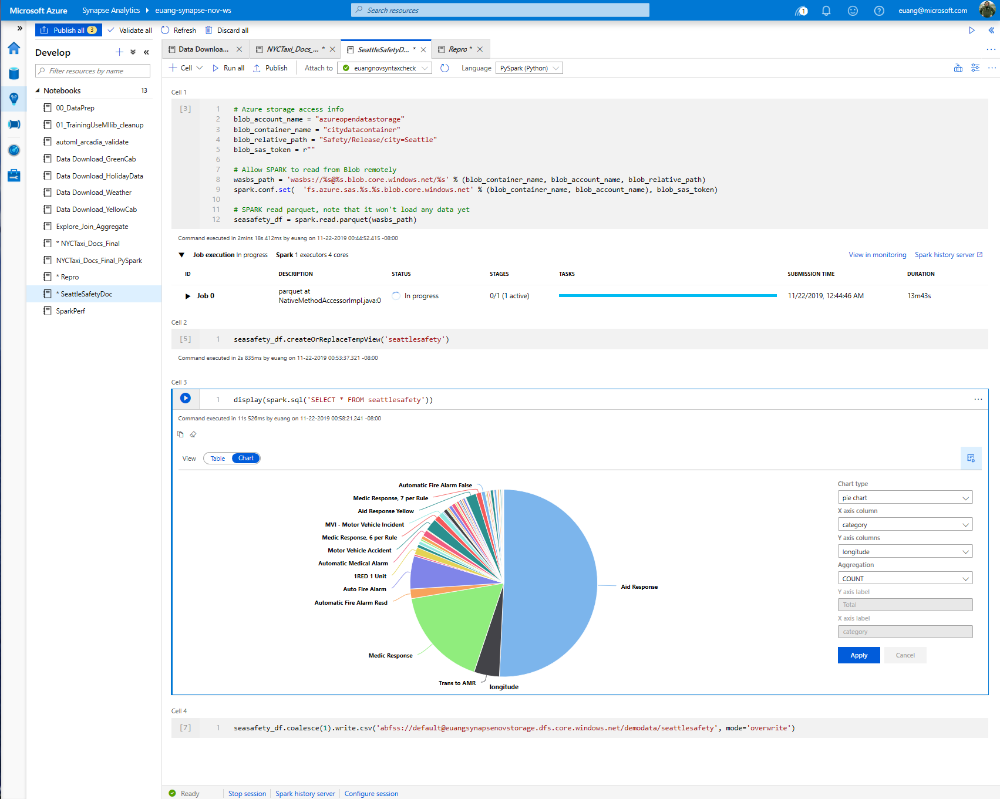 Microsoft Azure Synapse Analytics euang-synapse-nov-ws Search resources 1 euang@microsoft.com
Publish all 3 Validate all Refresh Discard all
Develop
Filter resources by name
Notebooks 13
00_DataPrep
01_TrainingUseMllib_cleanup
automl_arcadia_validate
Data Download_GreenCab
Data Download_HolidayData
Data Download_Weather
Data Download_YellowCab
Explore_Join_Aggregate
* NYCTaxi_Docs_Final
NYCTaxi_Docs_Final_PySpark
* Repro
* SeattleSafetyDoc
SparkPerf
Data Downloa... NYCTaxi_Docs_... * SeattleSafetyD... * Repro *
Cell Run all Publish Attach to euangnovsyntaxcheck Language PySpark (Python)
Cell 1
[3] 1 # Azure storage access info
2 blob_account_name = "azureopendatastorage"
3 blob_container_name = "citydatacontainer"
4 blob_relative_path = "Safety/Release/city=Seattle"
5 blob_sas_token = r""
6
7 # Allow SPARK to read from Blob remotely
8 wasbs_path = 'wasbs://%s@%s.blob.core.windows.net/%s' % (blob_container_name, blob_account_name, blob_relative_path)
9 spark.conf.set( 'fs.azure.sas.%s.%s.blob.core.windows.net' % (blob_container_name, blob_account_name), blob_sas_token)
10
11 # SPARK read parquet, note that it won't load any data yet
12 seasafety_df = spark.read.parquet(wasbs_path)
Command executed in 2mins 18s 412ms by euang on 11-22-2019 00:44:52.415 -08:00
Job execution In progress Spark 1 executors 4 cores View in monitoring Spark history server
ID DESCRIPTION STATUS STAGES TASKS SUBMISSION TIME DURATION
Job 0 parquet at NativeMethodAccessorImpl.java:0 In progress 0/1 (1 active) 11/22/2019, 12:44:46 AM 13m43s
Cell 2
[5] 1 seasafety_df.createOrReplaceTempView('seattlesafety')
Command executed in 2s 835ms by euang on 11-22-2019 00:53:37.321 -08:00
Cell 3
1 display(spark.sql('SELECT * FROM seattlesafety'))
Command executed in 11s 526ms by euang on 11-22-2019 00:58:21.241 -08:00
View Table Chart
Automatic Fire Alarm False
Medic Response, 7 per Rule
Aid Response Yellow
MVI - Motor Vehicle Incident
Medic Response, 6 per Rule
Motor Vehicle Accident
Automatic Medical Alarm
1RED 1 Unit
Auto Fire Alarm
Automatic Fire Alarm Resd
Medic Response
Trans to AMR
longitude
Aid Response
Chart type
pie chart
X axis column
category
Y axis columns
longitude
Aggregation
COUNT
Y axis label
Total
X axis label
category
Apply Cancel
Cell 4
[7] 1 seasafety_df.coalesce(1).write.csv('abfss://default@euangsynapsenovstorage.dfs.core.windows.net/demodata/seattlesafety', mode='overwrite')
Ready Stop session Spark history server Configure session